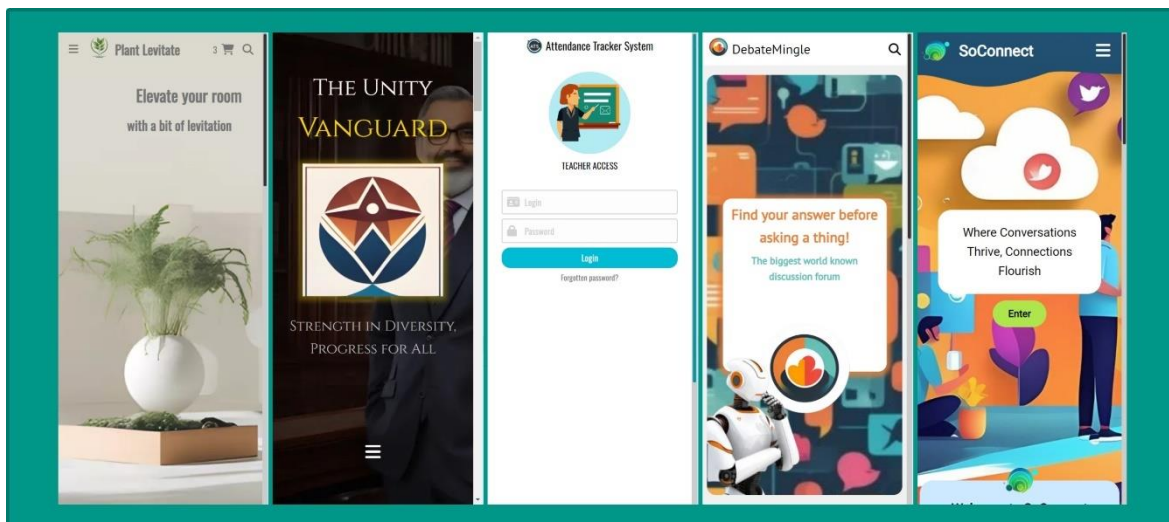 Plant Levitate
3
Elevate your room
with a bit of levitation
THE UNITY
VANGUARD
STRENGTH IN DIVERSITY,
PROGRESS FOR ALL
Attendance Tracker System
TEACHER ACCESS
Login
Password
Login
Forgotten password?
DebateMingle
Find your answer before
asking a thing!
The biggest world known
discussion forum
SoConnect
Where Conversations
Thrive, Connections
Flourish
Enter